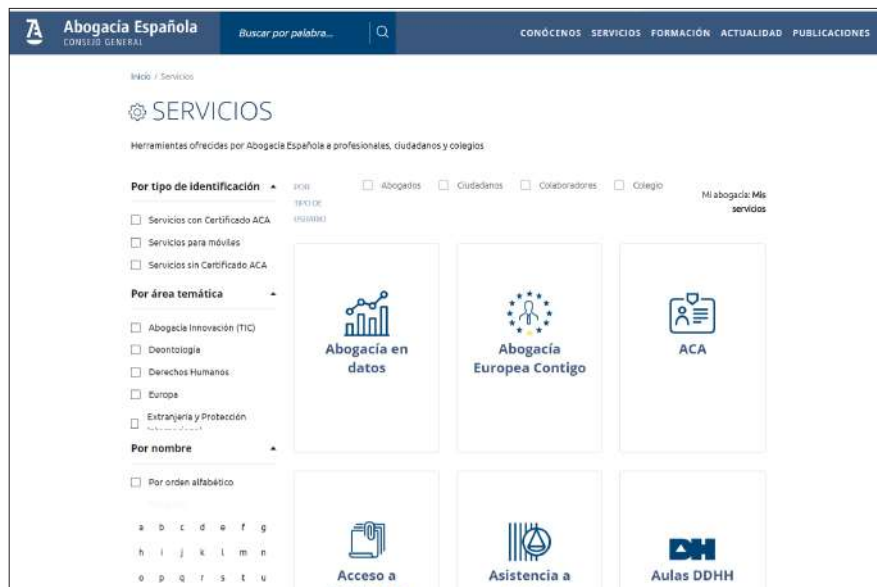 Abogacía Española
CONSEJO GENERAL
Buscar por palabra...
CONÓCENOS SERVICIOS FORMACIÓN ACTUALIDAD PUBLICACIONES
Inicio / Servicios
SERVICIOS
Herramientas ofrecidas por Abogacía Española a profesionales, ciudadanos y colegios
Por tipo de identificación
Servicios con Certificado ACA
Servicios para móviles
Servicios sin Certificado ACA
Por área temática
Abogacía Innovación (TIC)
Deontología
Derechos Humanos
Europa
Extranjería y Protección
Por nombre
Por orden alfabético
a b c d e f g
h i j k l m n
o p q r s t u
POR
TIPO DE
USUARIO
Abogados Ciudadanos Colaboradores Colegio
Mi abogacía: Mis
servicios
Abogacía en
datos
Abogacía
Europea Contigo
ACA
Acceso a
Asistencia a
DH
Aulas DDHH